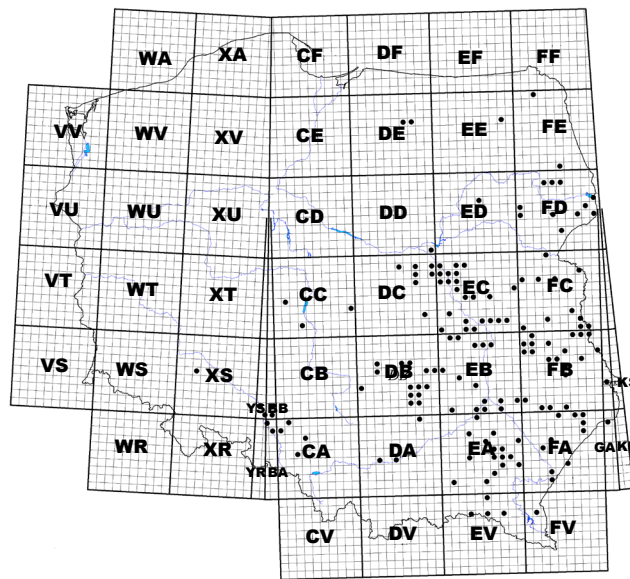 WA XA CF DF EF FF
VV WV XV CE DE EE FE
VU WU XU CD DD ED FD
VT WT XT CC DC EC FC
VS WS XS CB DB EB FB
YS BB
WR XR CA DA EA FA GA
YR BA
CV DV EV FV